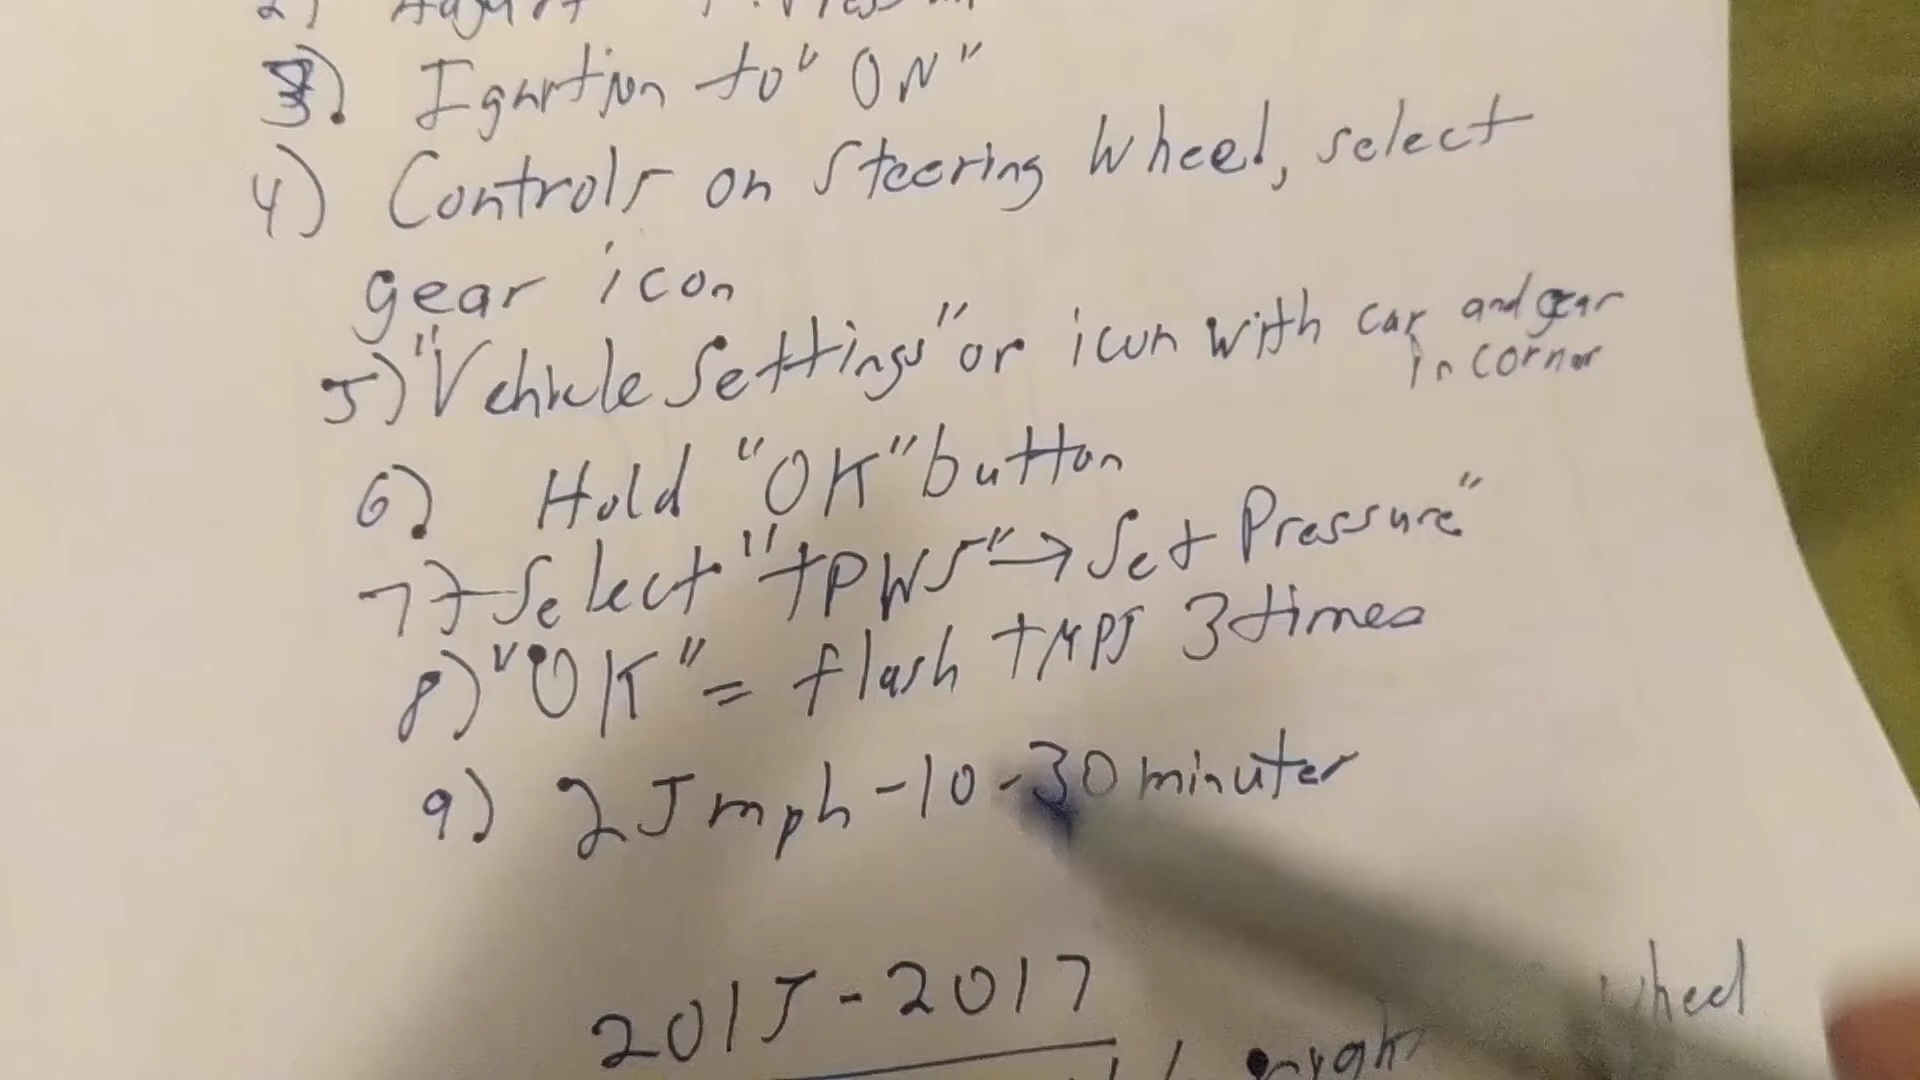 2) Adjust
3). Ignition to "ON"
4) Controls on Steering Wheel, select
gear icon
5) "Vehicle Settings" or icon with car and gear
in corner
6) Hold "OK" button
7) Select "TPWS" → Set Pressure"
8) "OK" = flash TMPS 3 times
9) 25 mph - 10 - 30 minutes
2015 - 2017
wheel